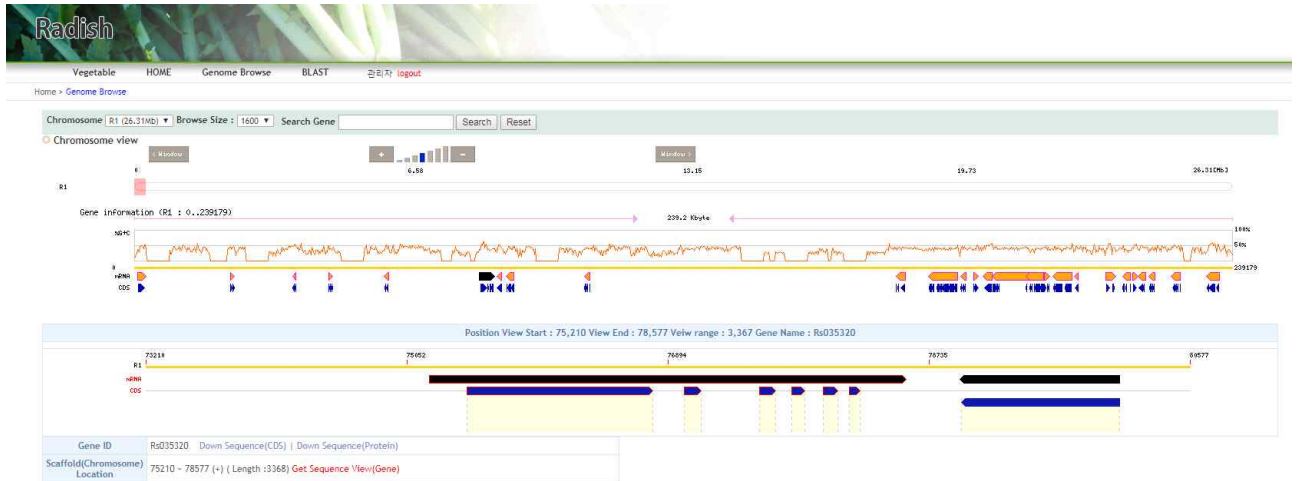 Radish
Vegetable HOME Genome Browse BLAST 관리자 logout
Home > Genome Browse
Chromosome R1 (26.31Mb) ▼ Browse Size : 1600 ▼ Search Gene Search Reset
Chromosome view
< Window + − Window >
0 6.58 13.15 19.73 26.31(Mb)
R1
Gene information (R1 : 0..239179)
239.2 Kbyte
%G+C 100%
50%
0 239179
mRNA
CDS
Position View Start : 75,210 View End : 78,577 Veiw range : 3,367 Gene Name : Rs035320
73210 75052 76894 78735 80577
R1
mRNA
CDS
Gene ID Rs035320 Down Sequence(CDS) | Down Sequence(Protein)
Scaffold(Chromosome) Location 75210 ~ 78577 (+) ( Length :3368) Get Sequence View(Gene)